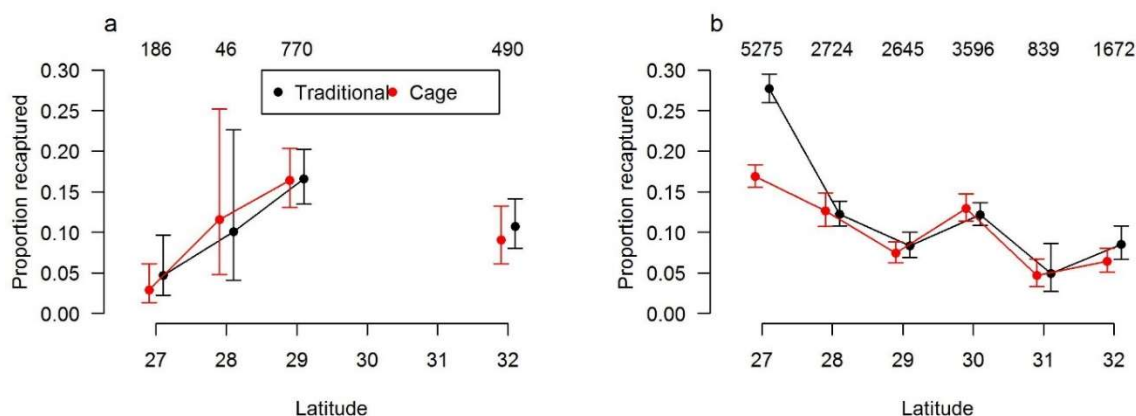 a
186 46 770 490
0.30
0.25
0.20
0.15
0.10
0.05
0.00
Proportion recaptured
Traditional Cage
27 28 29 30 31 32
Latitude
b
5275 2724 2645 3596 839 1672
0.30
0.25
0.20
0.15
0.10
0.05
0.00
Proportion recaptured
27 28 29 30 31 32
Latitude